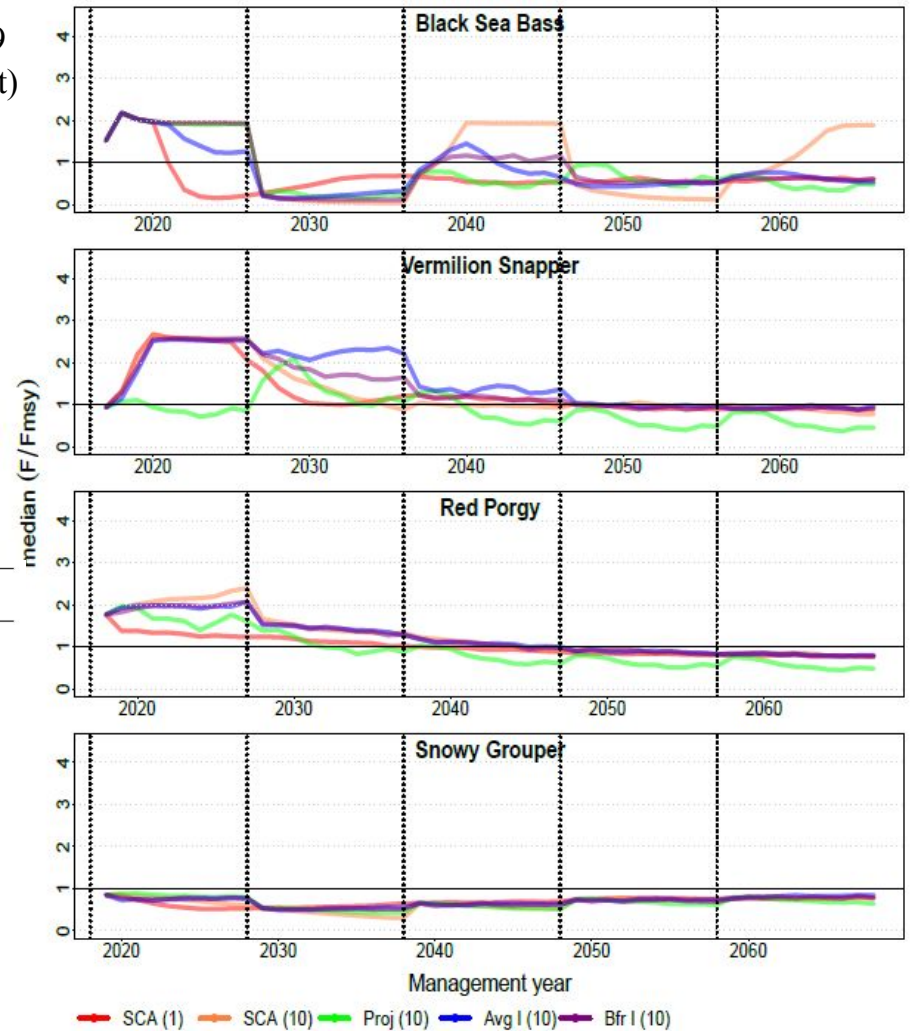 9
t)
Black Sea Bass
4
3
2
1
0
2020 2030 2040 2050 2060
Vermilion Snapper
4
3
2
1
0
2020 2030 2040 2050 2060
median (F/Fmsy)
Red Porgy
4
3
2
1
0
2020 2030 2040 2050 2060
Snowy Grouper
4
3
2
1
0
2020 2030 2040 2050 2060
Management year
SCA (1) SCA (10) Proj (10) Avg I (10) Bfr I (10)